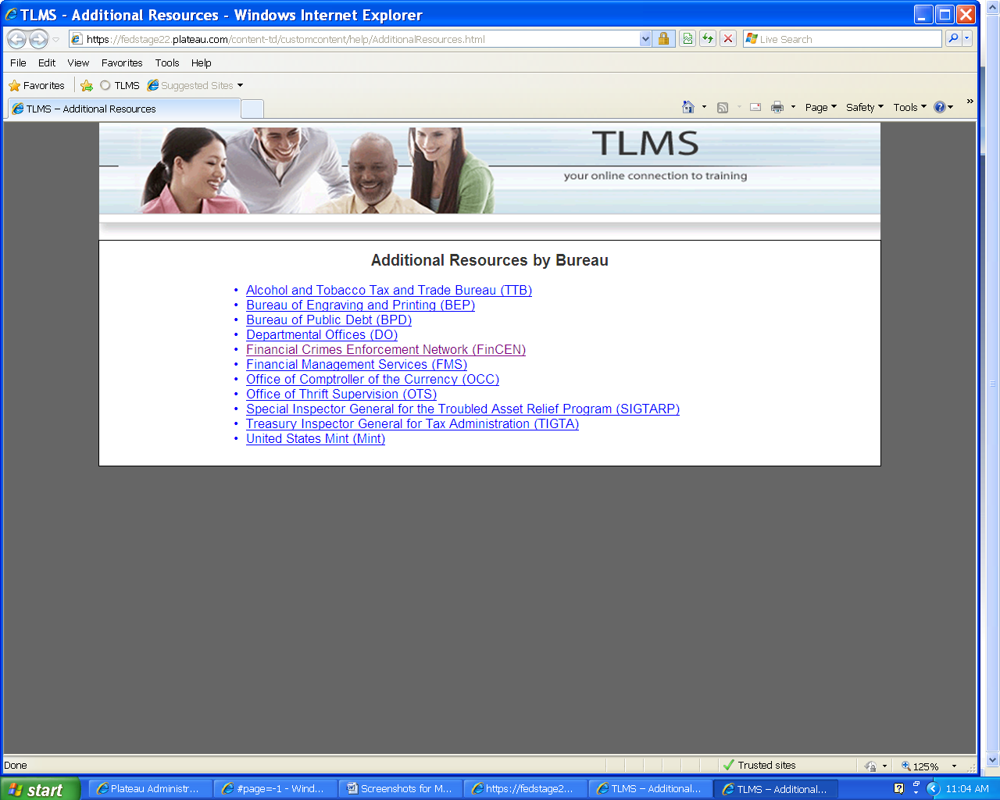 TLMS - Additional Resources - Windows Internet Explorer
https://fedstage22.plateau.com/content-td/customcontent/help/AdditionalResources.html
Live Search
File Edit View Favorites Tools Help
Favorites TLMS Suggested Sites
TLMS – Additional Resources
Page Safety Tools
TLMS
your online connection to training
Additional Resources by Bureau
• Alcohol and Tobacco Tax and Trade Bureau (TTB)
• Bureau of Engraving and Printing (BEP)
• Bureau of Public Debt (BPD)
• Departmental Offices (DO)
• Financial Crimes Enforcement Network (FinCEN)
• Financial Management Services (FMS)
• Office of Comptroller of the Currency (OCC)
• Office of Thrift Supervision (OTS)
• Special Inspector General for the Troubled Asset Relief Program (SIGTARP)
• Treasury Inspector General for Tax Administration (TIGTA)
• United States Mint (Mint)
Done Trusted sites 125%
start Plateau Administr... #page=-1 - Wind... Screenshots for M... https://fedstage2... TLMS – Additional... TLMS – Additional... 11:04 AM